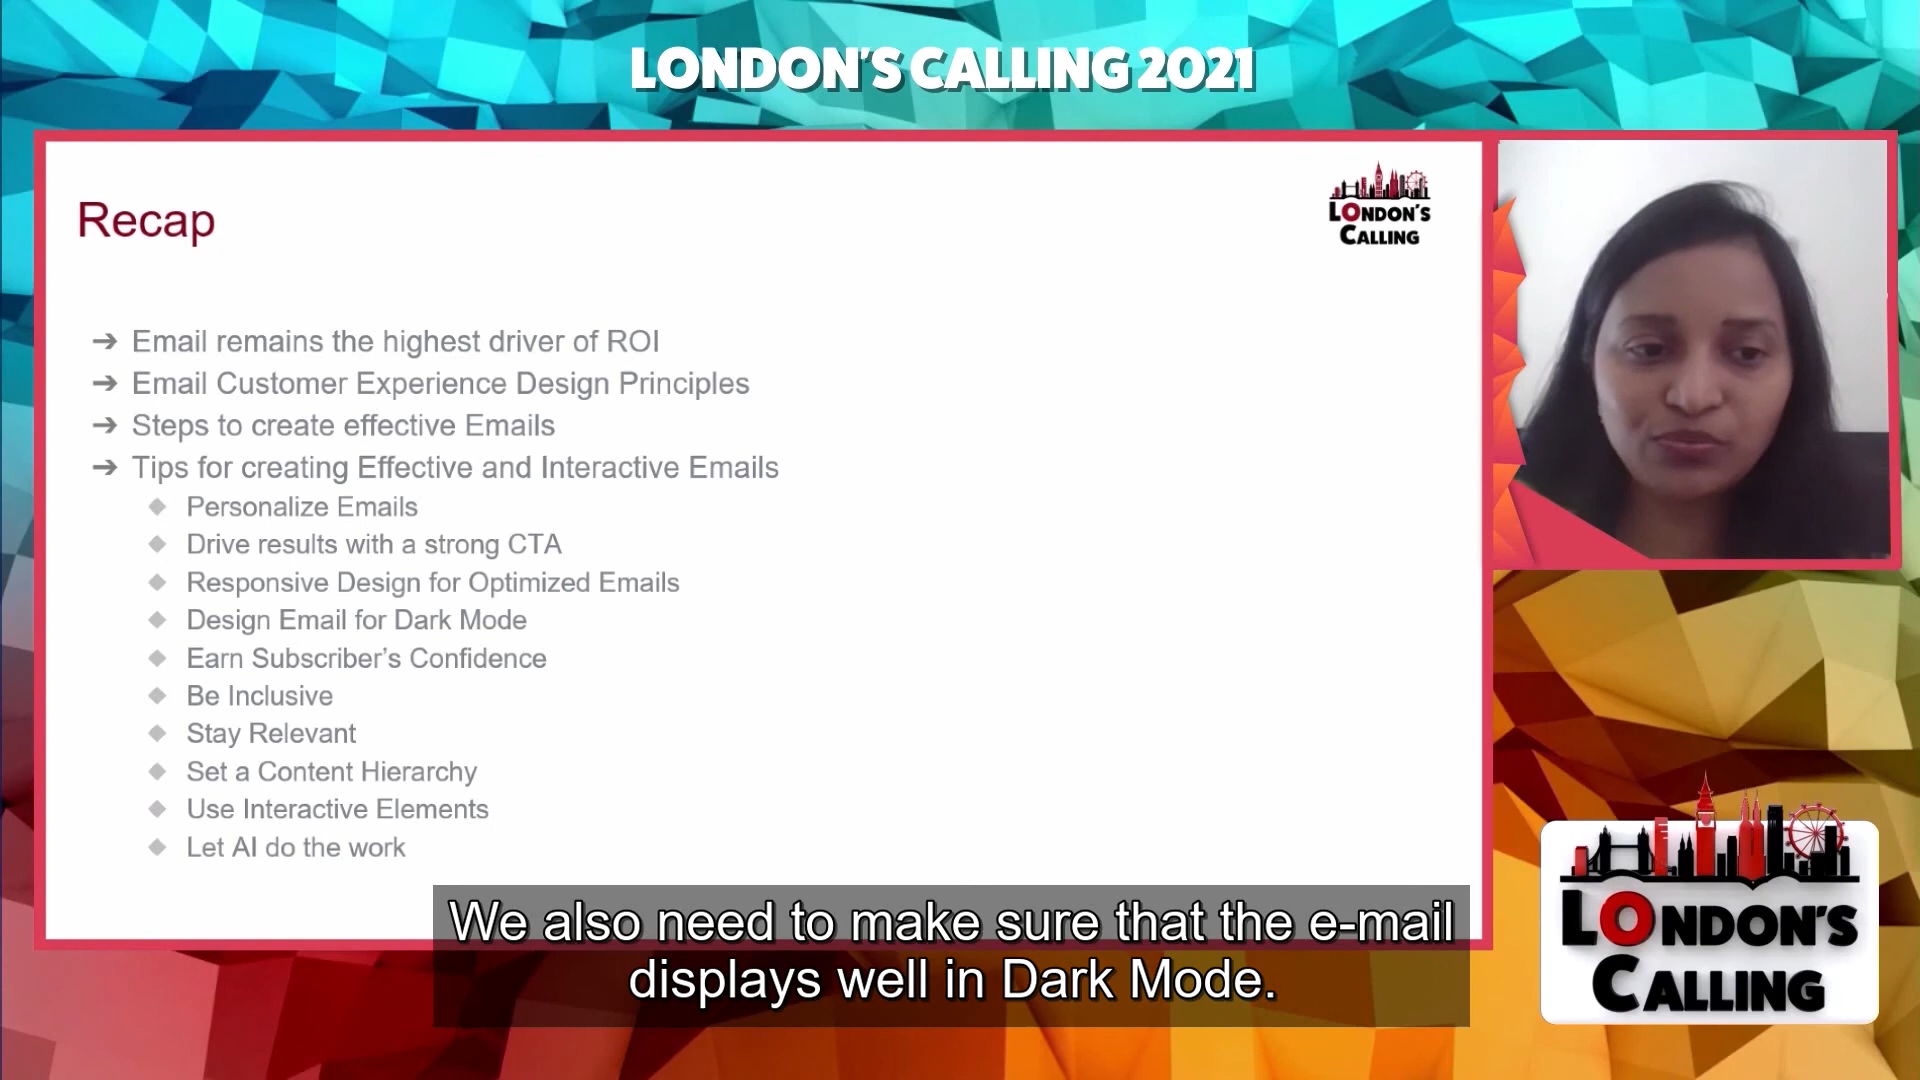 LONDON'S CALLING 2021
Recap
LONDON'S
CALLING
➔ Email remains the highest driver of ROI
➔ Email Customer Experience Design Principles
➔ Steps to create effective Emails
➔ Tips for creating Effective and Interactive Emails
◆ Personalize Emails
◆ Drive results with a strong CTA
◆ Responsive Design for Optimized Emails
◆ Design Email for Dark Mode
◆ Earn Subscriber’s Confidence
◆ Be Inclusive
◆ Stay Relevant
◆ Set a Content Hierarchy
◆ Use Interactive Elements
◆ Let AI do the work
We also need to make sure that the e-mail
displays well in Dark Mode.
LONDON'S
CALLING